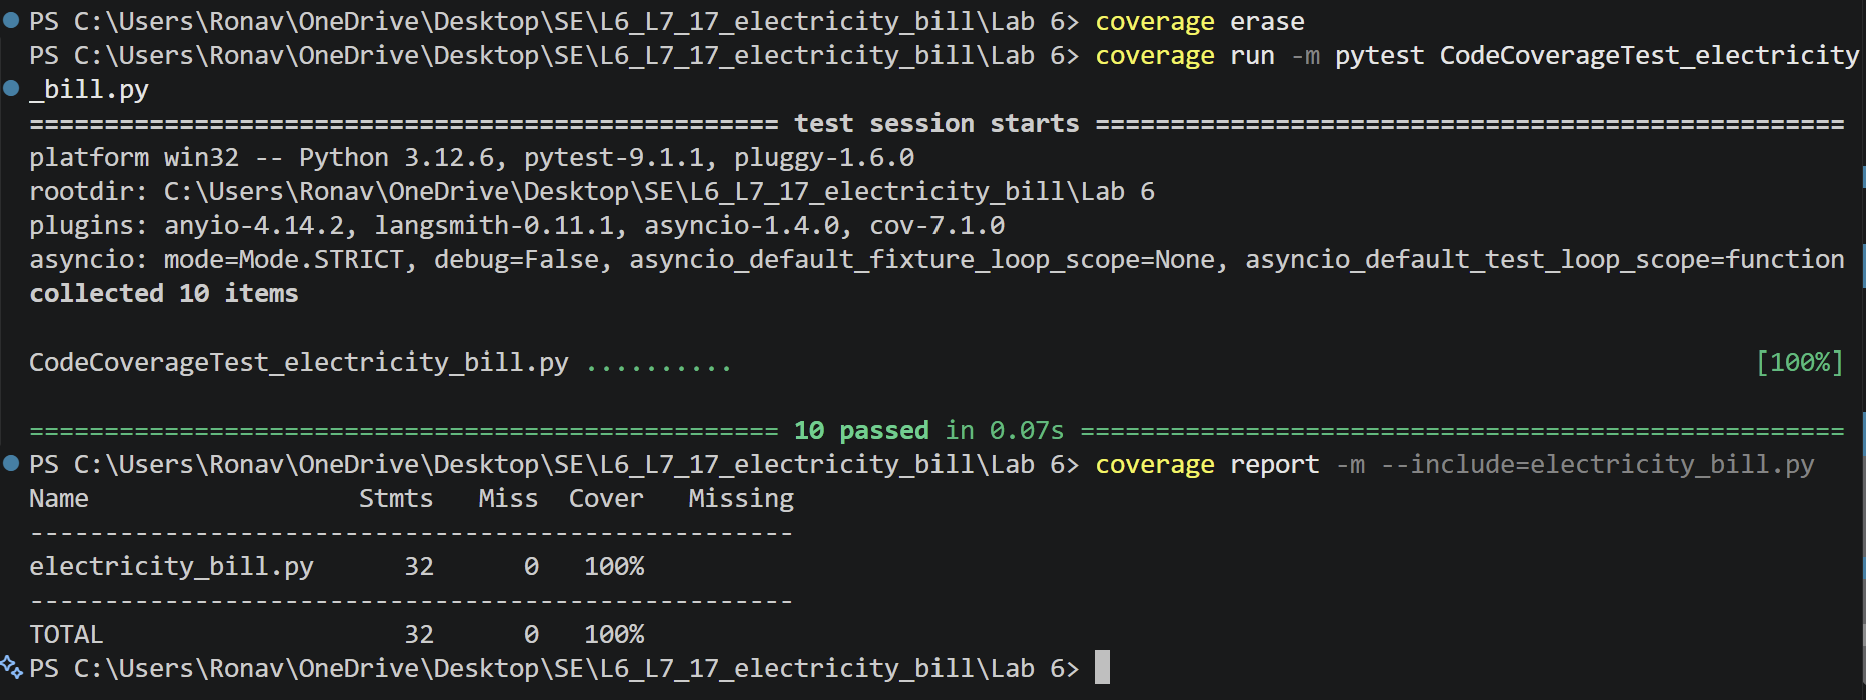 PS C:\Users\Ronav\OneDrive\Desktop\SE\L6_L7_17_electricity_bill\Lab 6> coverage erase
PS C:\Users\Ronav\OneDrive\Desktop\SE\L6_L7_17_electricity_bill\Lab 6> coverage run -m pytest CodeCoverageTest_electricity
_bill.py
================================================== test session starts ==================================================
platform win32 -- Python 3.12.6, pytest-9.1.1, pluggy-1.6.0
rootdir: C:\Users\Ronav\OneDrive\Desktop\SE\L6_L7_17_electricity_bill\Lab 6
plugins: anyio-4.14.2, langsmith-0.11.1, asyncio-1.4.0, cov-7.1.0
asyncio: mode=Mode.STRICT, debug=False, asyncio_default_fixture_loop_scope=None, asyncio_default_test_loop_scope=function
collected 10 items
CodeCoverageTest_electricity_bill.py .......... [100%]
================================================== 10 passed in 0.07s ===================================================
PS C:\Users\Ronav\OneDrive\Desktop\SE\L6_L7_17_electricity_bill\Lab 6> coverage report -m --include=electricity_bill.py
Name                  Stmts   Miss  Cover   Missing
---------------------------------------------------
electricity_bill.py      32      0   100%
---------------------------------------------------
TOTAL                    32      0   100%
PS C:\Users\Ronav\OneDrive\Desktop\SE\L6_L7_17_electricity_bill\Lab 6>